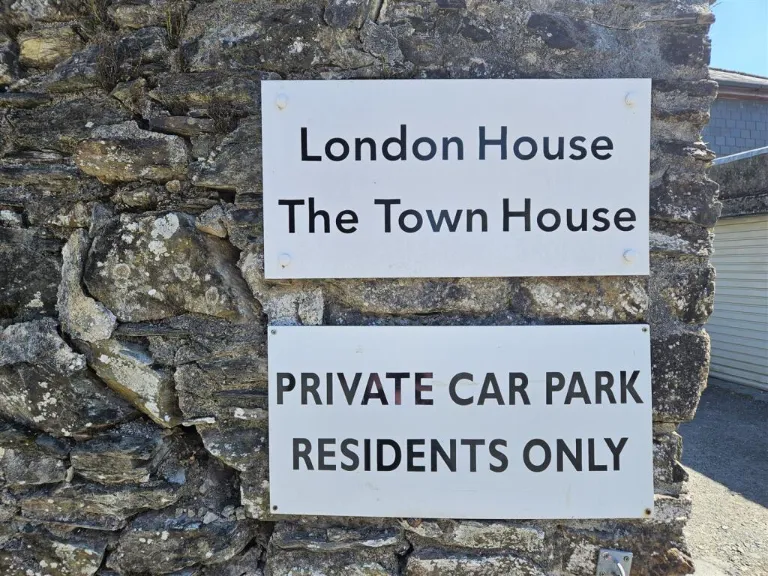 London House
The Town House
PRIVATE CAR PARK
RESIDENTS ONLY